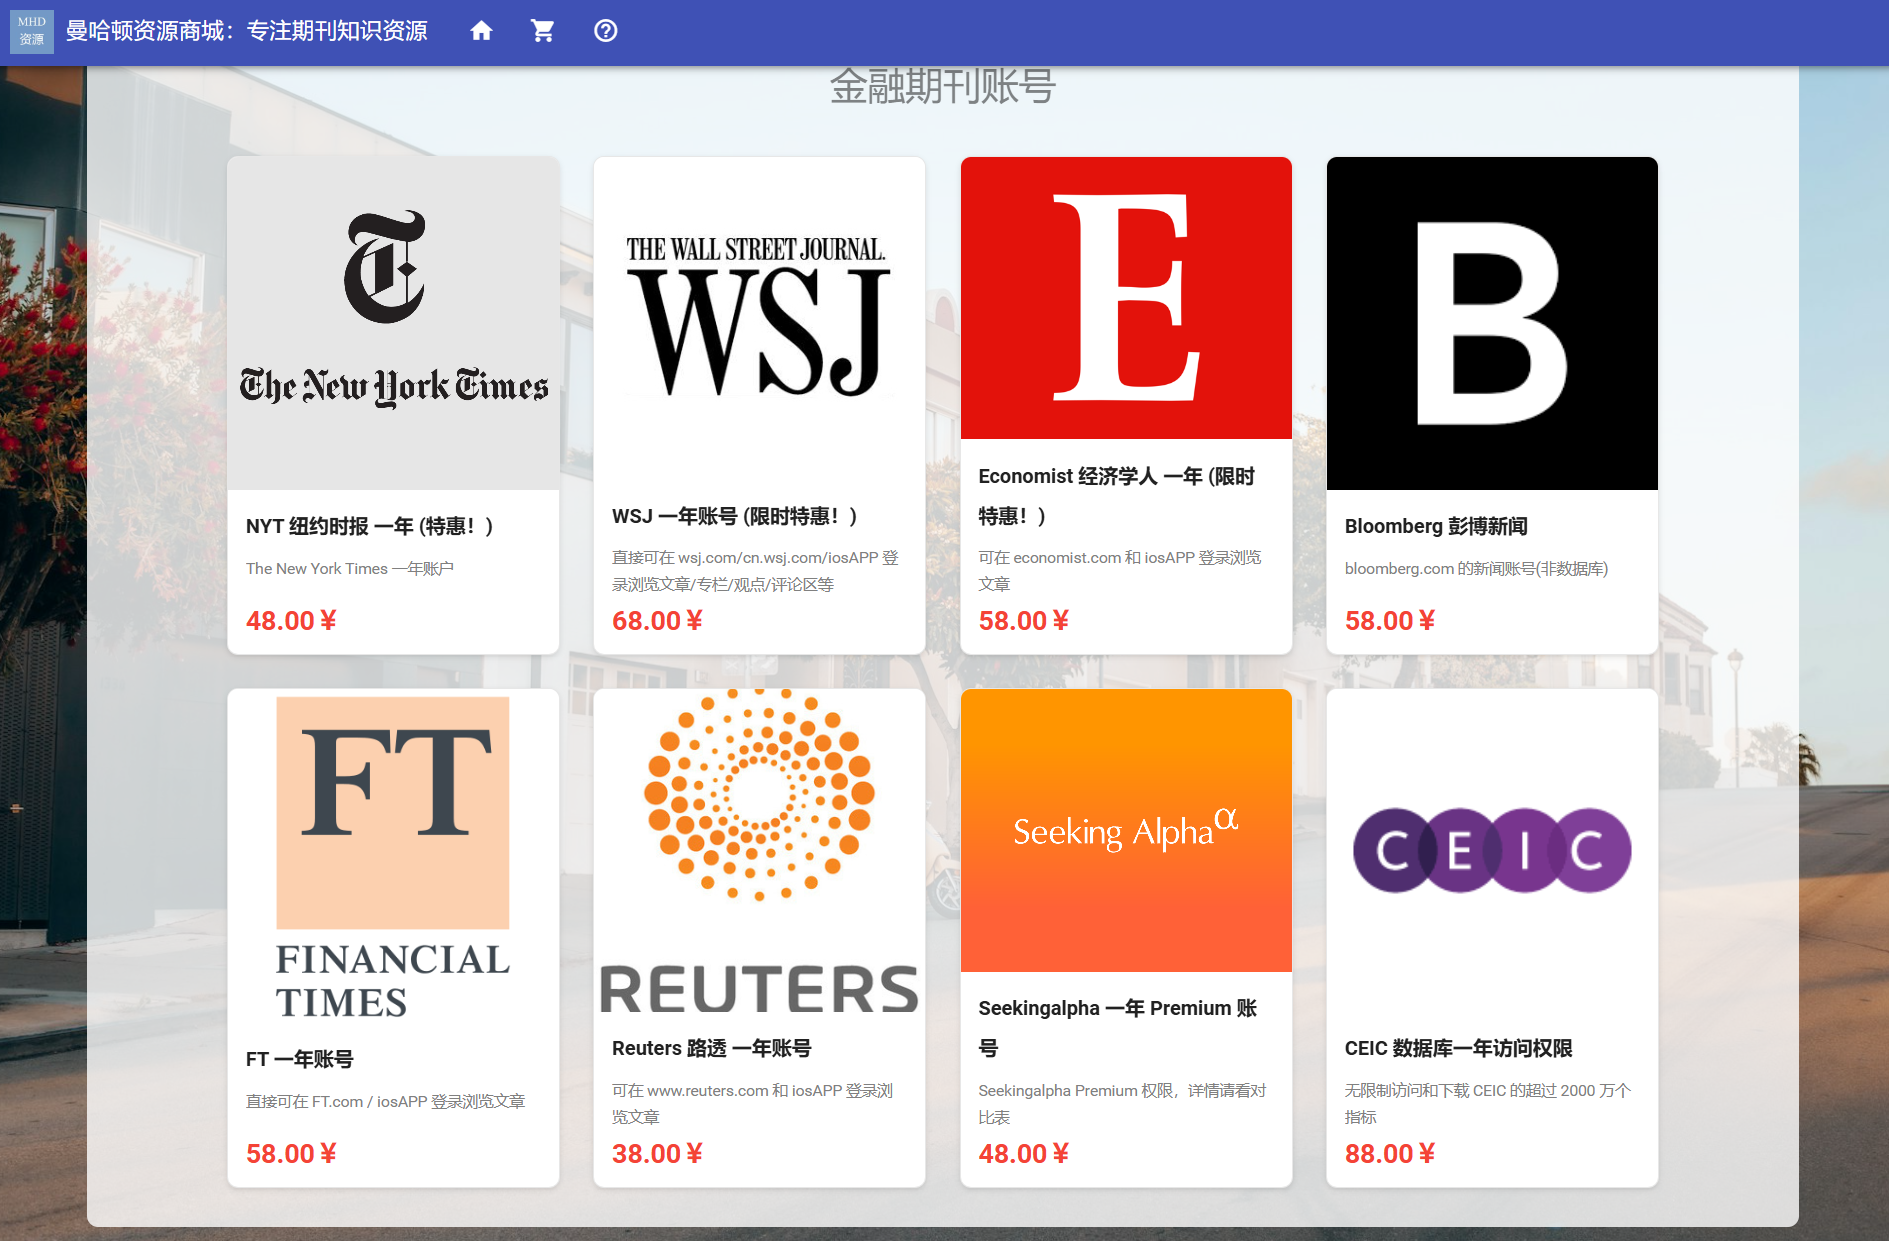 MHD
资源
曼哈顿资源商城：专注期刊知识资源
金融期刊账号
The New York Times
NYT 纽约时报 一年 (特惠！)
The New York Times 一年账户
48.00 ¥
THE WALL STREET JOURNAL.
WSJ
WSJ 一年账号 (限时特惠！)
直接可在 wsj.com/cn.wsj.com/iosAPP 登
录浏览文章/专栏/观点/评论区等
68.00 ¥
E
Economist 经济学人 一年 (限时
特惠！)
可在 economist.com 和 iosAPP 登录浏览
文章
58.00 ¥
B
Bloomberg 彭博新闻
bloomberg.com 的新闻账号(非数据库)
58.00 ¥
FT
FINANCIAL
TIMES
FT 一年账号
直接可在 FT.com / iosAPP 登录浏览文章
58.00 ¥
REUTERS
Reuters 路透 一年账号
可在 www.reuters.com 和 iosAPP 登录浏
览文章
38.00 ¥
Seeking Alpha α
Seekingalpha 一年 Premium 账
号
Seekingalpha Premium 权限，详情请看对
比表
48.00 ¥
CEIC
CEIC 数据库一年访问权限
无限制访问和下载 CEIC 的超过 2000 万个
指标
88.00 ¥